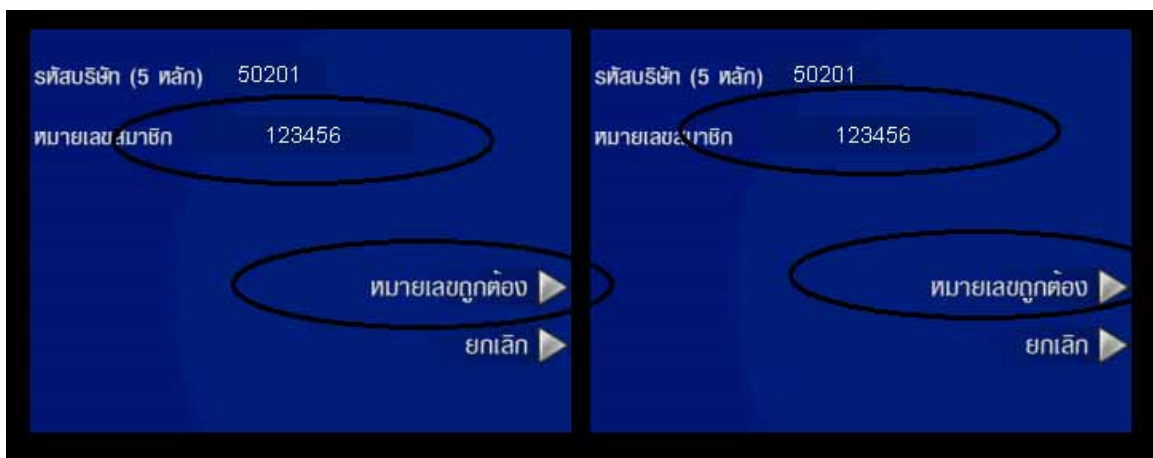 รหัสบริษัท (5 หลัก) 50201
หมายเลขสมาชิก 123456
หมายเลขถูกต้อง
ยกเลิก
รหัสบริษัท (5 หลัก) 50201
หมายเลขสมาชิก 123456
หมายเลขถูกต้อง
ยกเลิก